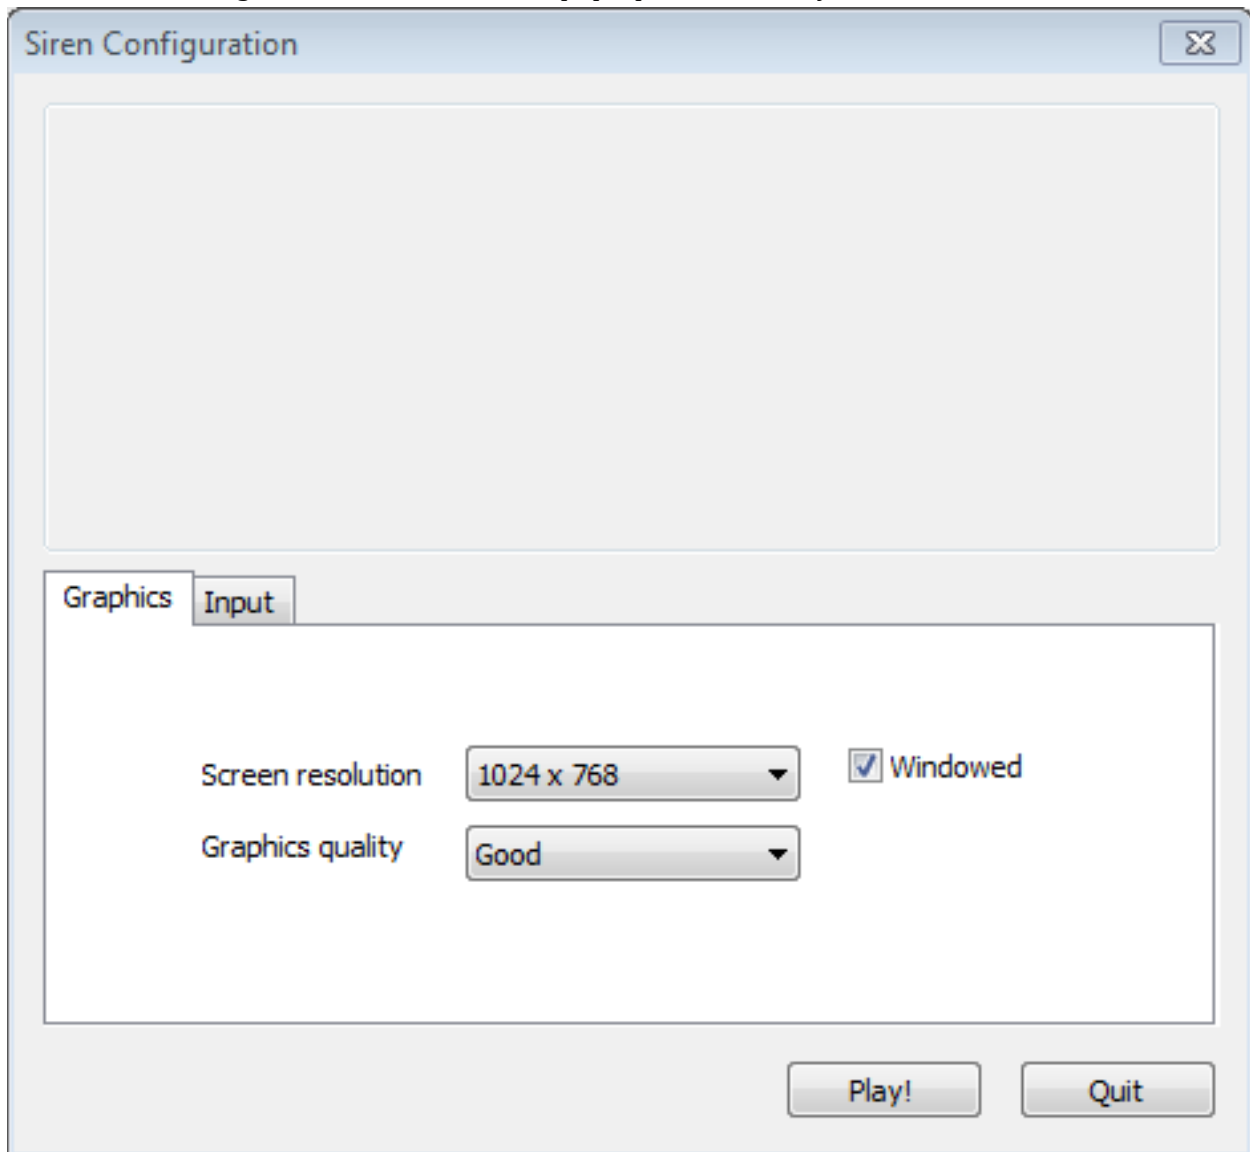 Siren Configuration
Graphics
Input
Screen resolution
1024 x 768
Windowed
Graphics quality
Good
Play!
Quit